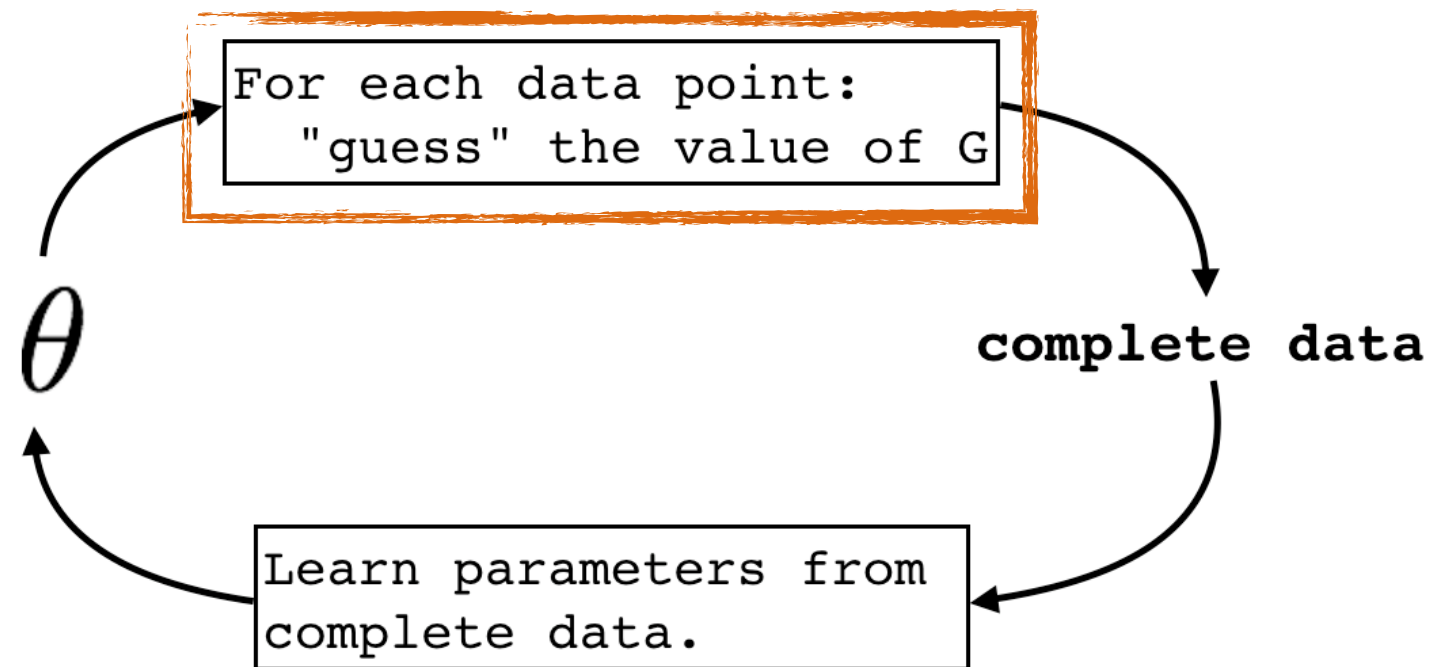 For each data point:
"guess" the value of G
θ
complete data
Learn parameters from
complete data.